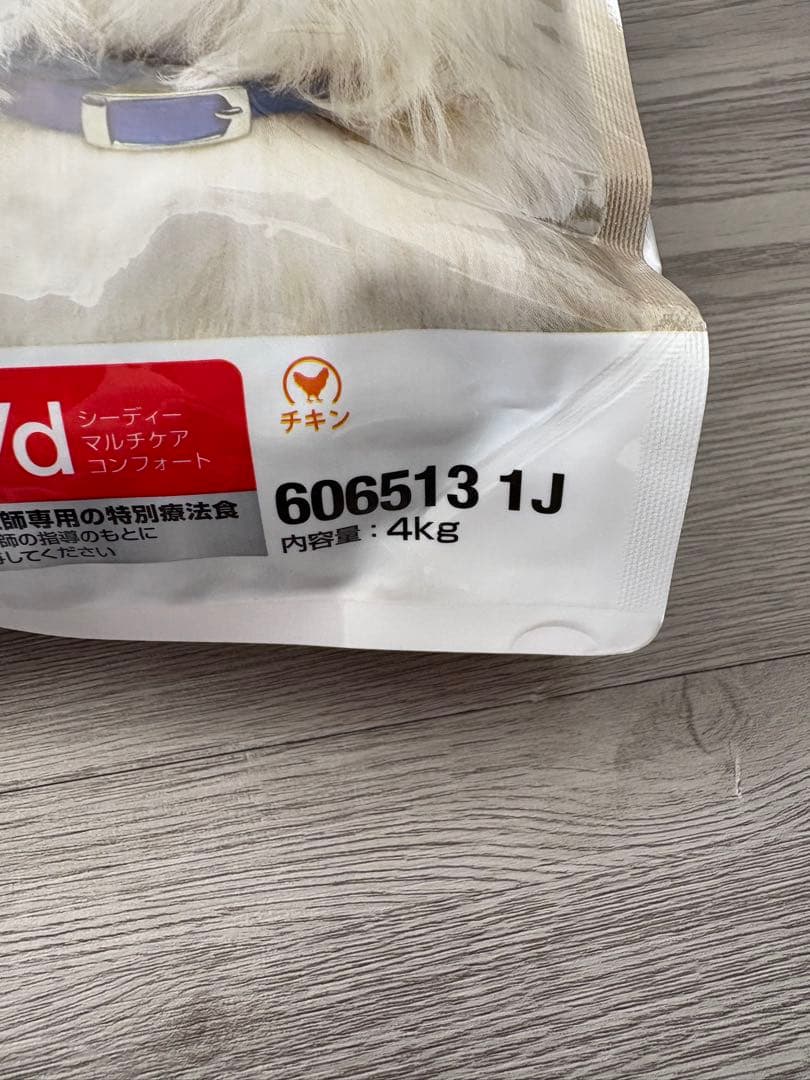 /d
シーディー
マルチケア
コンフォート
師専用の特別療法食
師の指導のもとに
してください
チキン
606513 1J
内容量：4kg